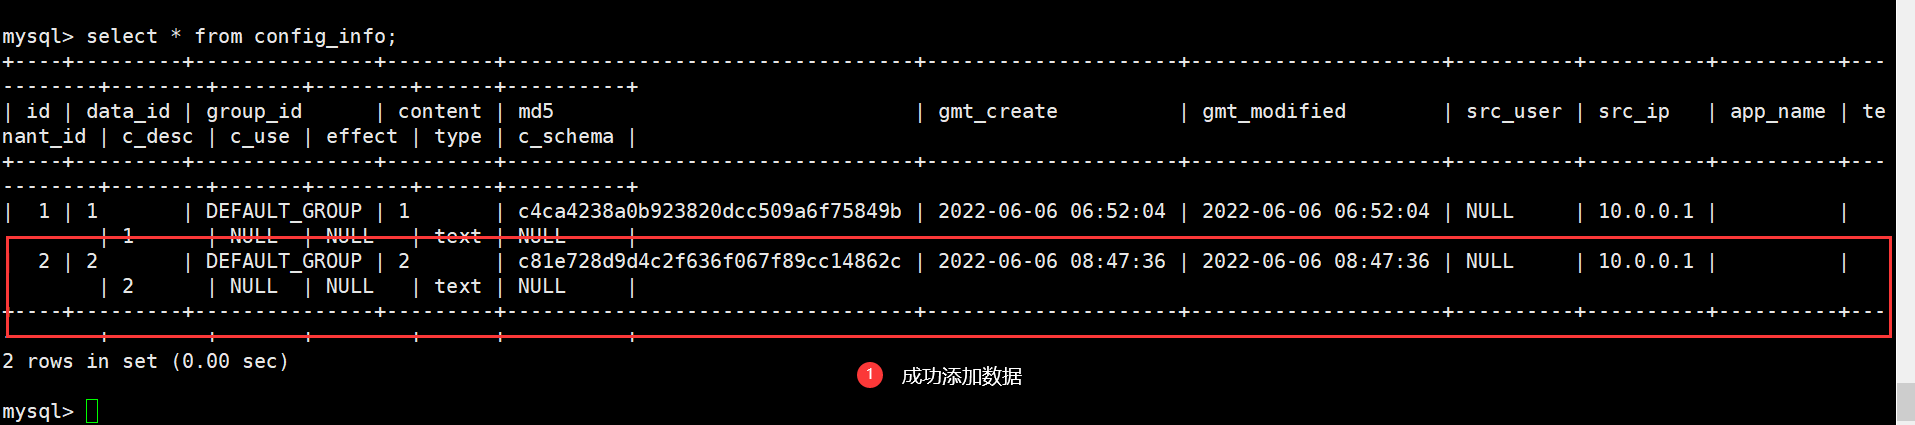 mysql> select * from config_info;
+----+---------+---------------+---------+----------------------------------+---------------------+---------------------+----------+----------+----------+---
--------+--------+-------+--------+------+----------+
| id | data_id | group_id      | content | md5                              | gmt_create          | gmt_modified        | src_user | src_ip   | app_name | te
nant_id | c_desc | c_use | effect | type | c_schema |
+----+---------+---------------+---------+----------------------------------+---------------------+---------------------+----------+----------+----------+---
--------+--------+-------+--------+------+----------+
|  1 | 1       | DEFAULT_GROUP | 1       | c4ca4238a0b923820dcc509a6f75849b | 2022-06-06 06:52:04 | 2022-06-06 06:52:04 | NULL     | 10.0.0.1 |          |
        | 1      | NULL  | NULL   | text | NULL     |
   2 | 2       | DEFAULT_GROUP | 2       | c81e728d9d4c2f636f067f89cc14862c | 2022-06-06 08:47:36 | 2022-06-06 08:47:36 | NULL     | 10.0.0.1 |          |
        | 2      | NULL  | NULL   | text | NULL     |
+----+---------+---------------+---------+----------------------------------+---------------------+---------------------+----------+----------+----------+---
2 rows in set (0.00 sec)
1 成功添加数据
mysql>